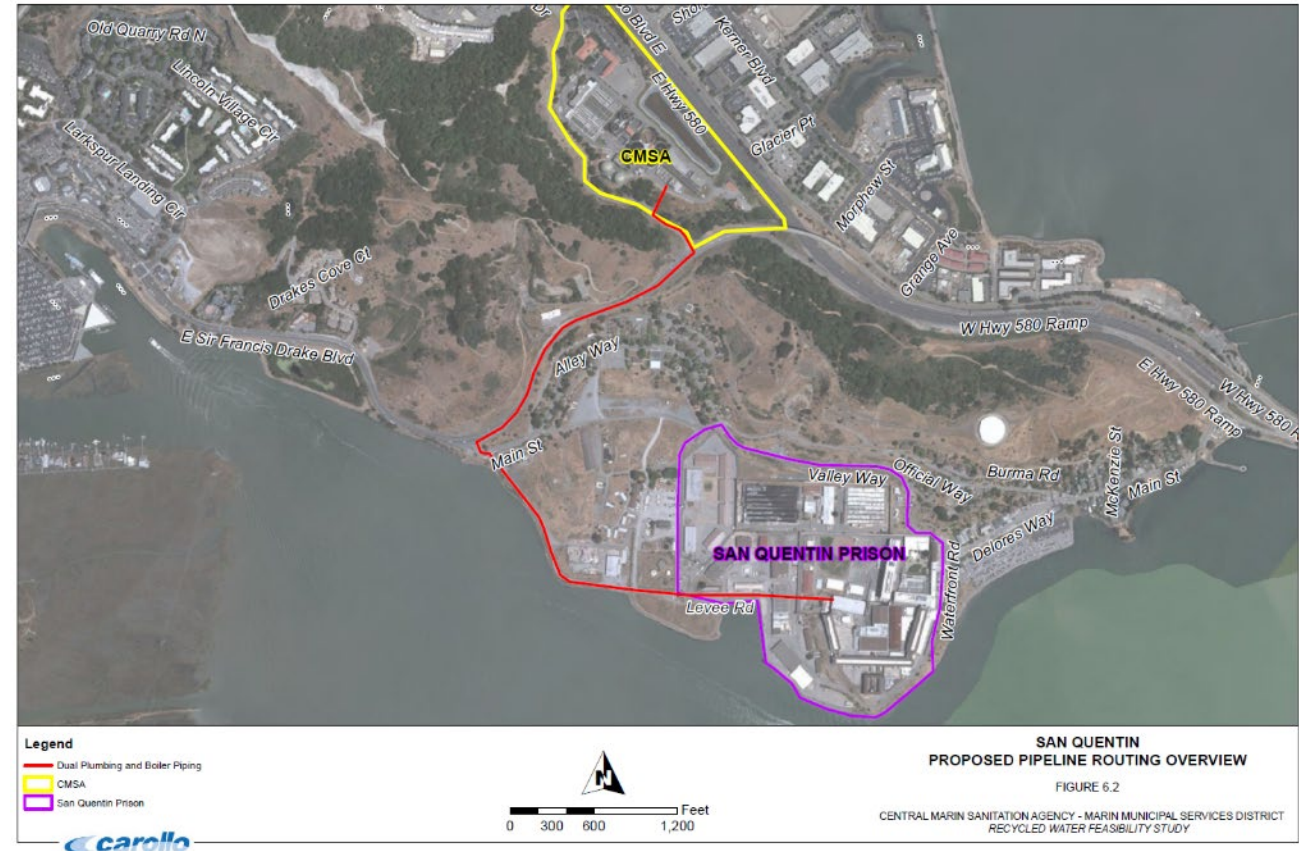 Old Quarry Rd N
Lincoln Village Cir
Larkspur Landing Cir
Dr
Blvd E
Kerner Blvd
E Hwy 580
Glacier Pt
CMSA
Morphew St
Grange Ave
Drakes Cove Ct
E Sir Francis Drake Blvd
W Hwy 580 Ramp
Alley Way
E Hwy 580 Ramp
W Hwy 580 R
Main St
Valley Way
Official Way
Burma Rd
McKenzie St
Main St
SAN QUENTIN PRISON
Delores Way
Waterfront Rd
Levee Rd
Legend
Dual Plumbing and Boiler Piping
CMSA
San Quentin Prison
N
Feet
0 300 600 1,200
SAN QUENTIN
PROPOSED PIPELINE ROUTING OVERVIEW
FIGURE 6.2
CENTRAL MARIN SANITATION AGENCY - MARIN MUNICIPAL SERVICES DISTRICT
RECYCLED WATER FEASIBILITY STUDY
carollo